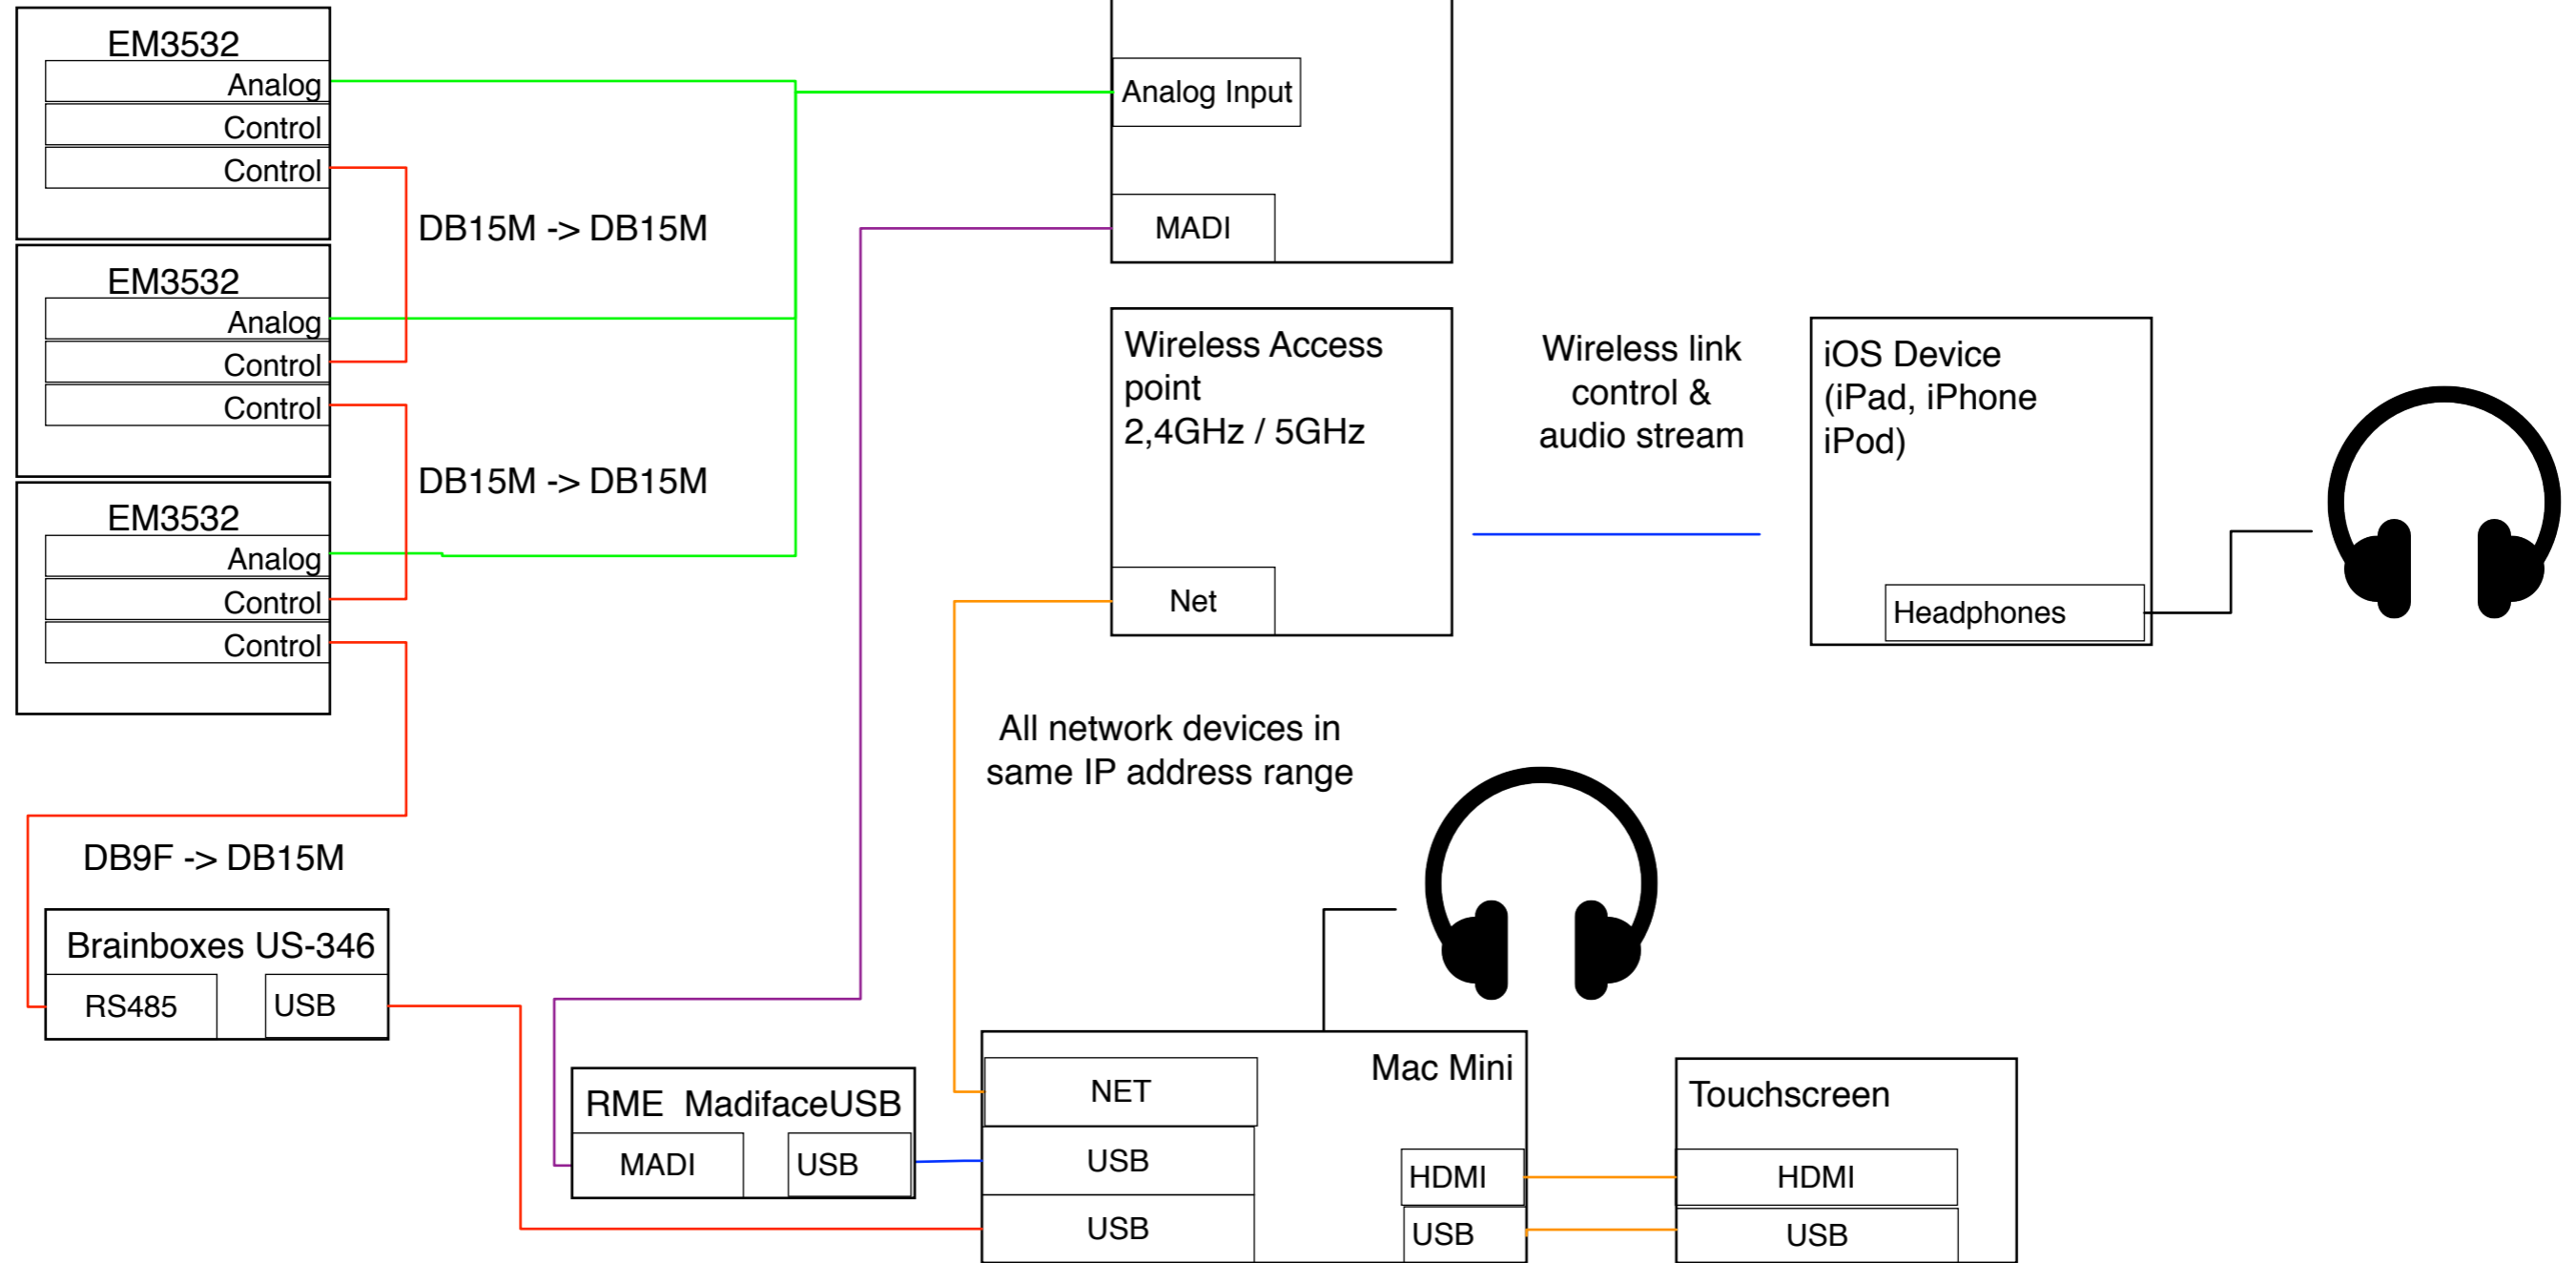 EM3532
Analog
Control
Control
DB15M -> DB15M
EM3532
Analog
Control
Control
DB15M -> DB15M
EM3532
Analog
Control
Control
DB9F -> DB15M
Brainboxes US-346
RS485
USB
Analog Input
MADI
Wireless Access
point
2,4GHz / 5GHz
Net
Wireless link
control &
audio stream
iOS Device
(iPad, iPhone
iPod)
Headphones
All network devices in
same IP address range
RME MadifaceUSB
MADI
USB
Mac Mini
NET
USB
USB
HDMI
USB
Touchscreen
HDMI
USB